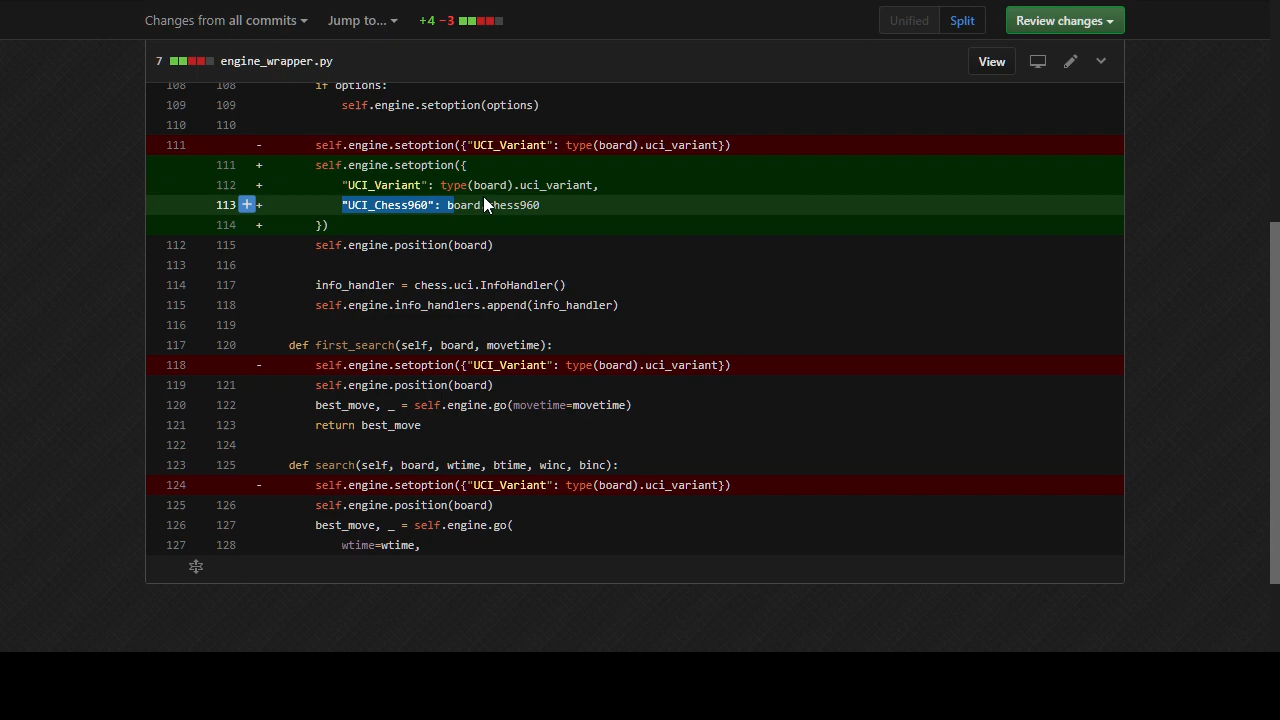 Changes from all commits Jump to... +4 −3 Unified Split Review changes
7 engine_wrapper.py View
108 108 if options:
109 109 self.engine.setoption(options)
110 110
111 - self.engine.setoption({"UCI_Variant": type(board).uci_variant})
111 + self.engine.setoption({
112 + "UCI_Variant": type(board).uci_variant,
113 + "UCI_Chess960": board.chess960
114 + })
112 115 self.engine.position(board)
113 116
114 117 info_handler = chess.uci.InfoHandler()
115 118 self.engine.info_handlers.append(info_handler)
116 119
117 120 def first_search(self, board, movetime):
118 - self.engine.setoption({"UCI_Variant": type(board).uci_variant})
119 121 self.engine.position(board)
120 122 best_move, _ = self.engine.go(movetime=movetime)
121 123 return best_move
122 124
123 125 def search(self, board, wtime, btime, winc, binc):
124 - self.engine.setoption({"UCI_Variant": type(board).uci_variant})
125 126 self.engine.position(board)
126 127 best_move, _ = self.engine.go(
127 128 wtime=wtime,